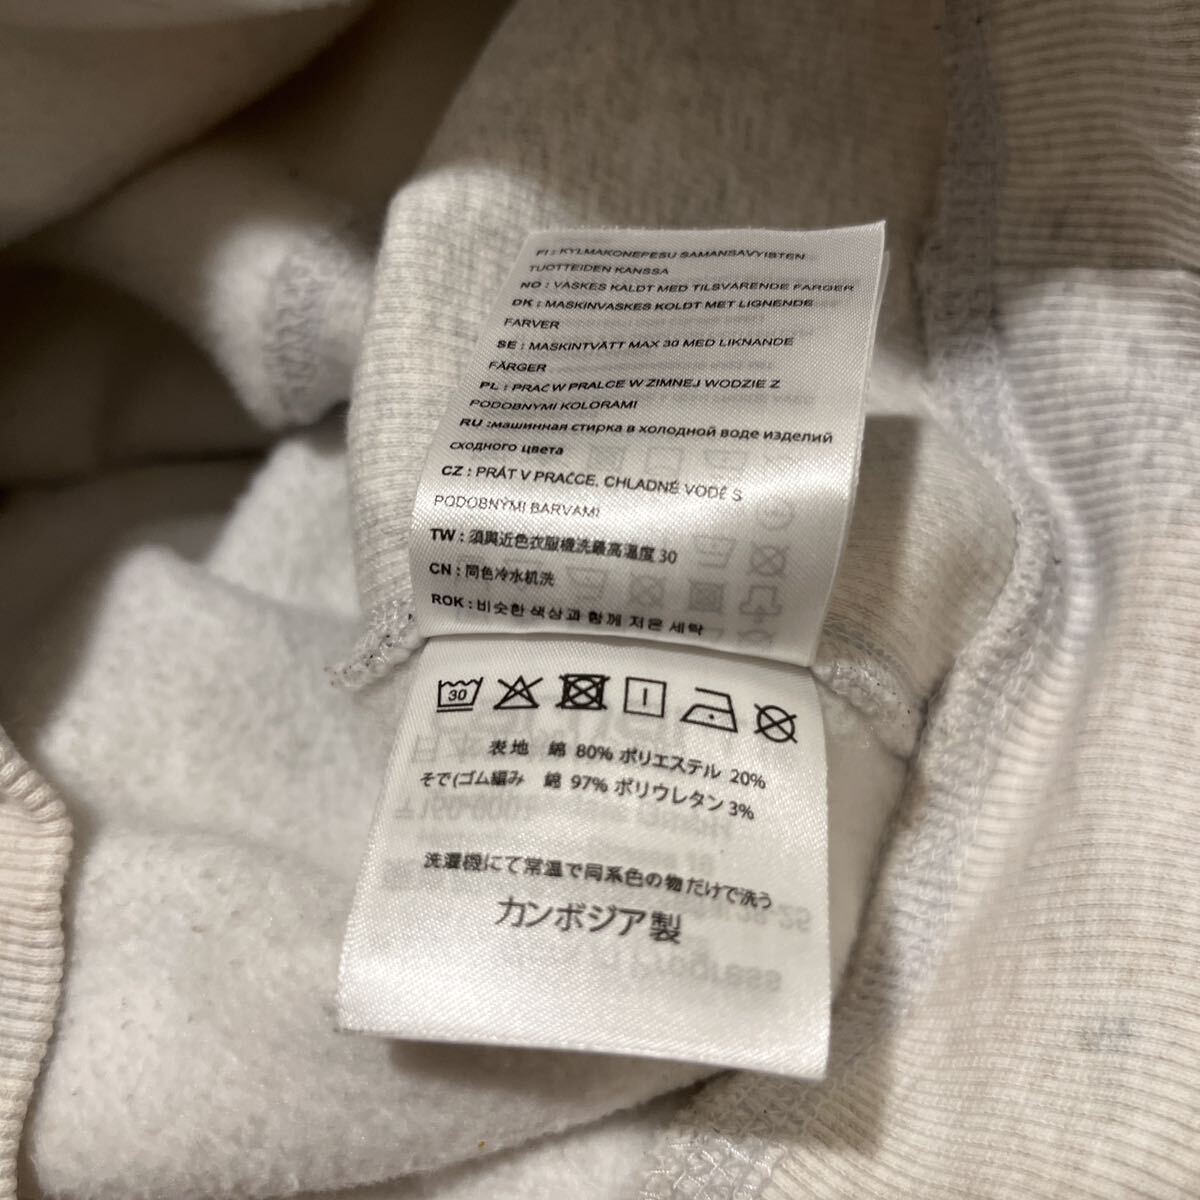 FI : KYLMAKONEPESU SAMANSAVYISTEN
TUOTTEIDEN KANSSA
NO : VASKES KALDT MED TILSVARENDE FARGER
DK : MASKINVASKES KOLDT MET LIGNENDE
FARVER
SE : MASKINTVÄTT MAX 30 MED LIKNANDE
FÄRGER
PL : PRAĆ W PRALCE W ZIMNEJ WODZIE Z
PODOBNYMI KOLORAMI
RU :машинная стирка в холодной воде изделий
сходного цвета
CZ : PRÁT V PRAČCE, CHLADNÉ VODĚ S
PODOBNÝMI BARVAMI
TW : 須與近色衣服機洗最高溫度 30
CN : 同色冷水机洗
ROK : 비슷한 색상과 함께 저온 세탁
30
表地 綿 80% ポリエステル 20%
そで(ゴム編み 綿 97% ポリウレタン 3%
洗濯機にて常温で同系色の物だけで洗う
カンボジア製